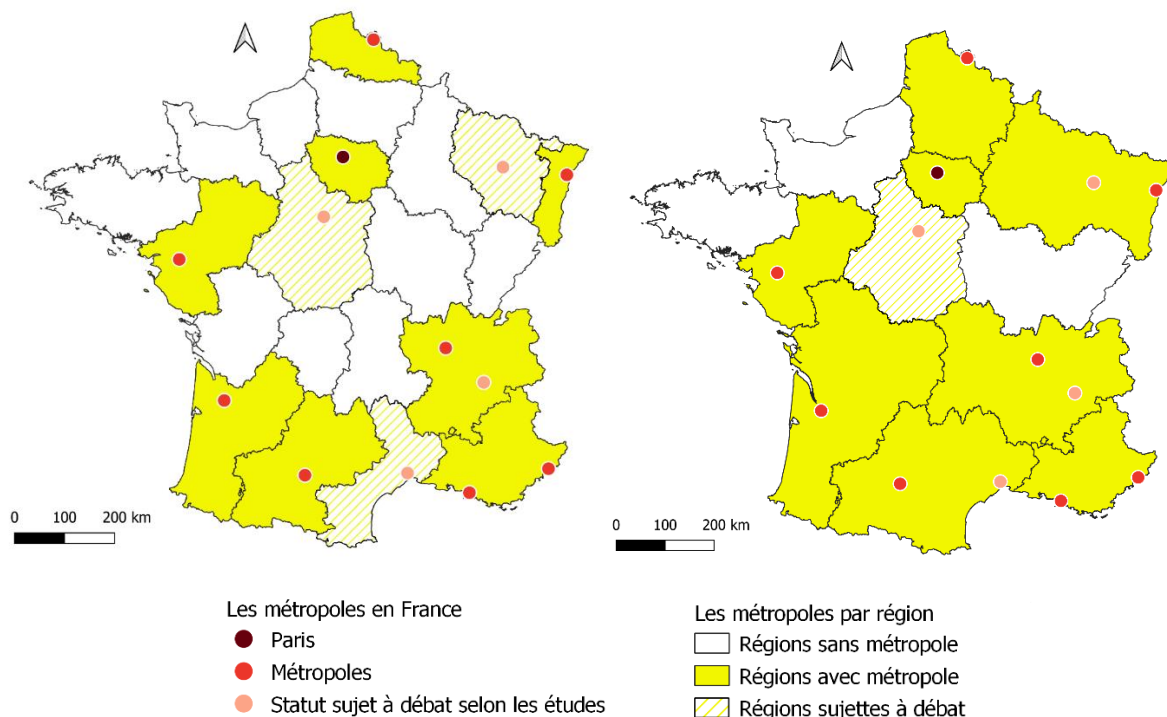 0 100 200 km
0 100 200 km
Les métropoles en France
Paris
Métropoles
Statut sujet à débat selon les études
Les métropoles par région
Régions sans métropole
Régions avec métropole
Régions sujettes à débat